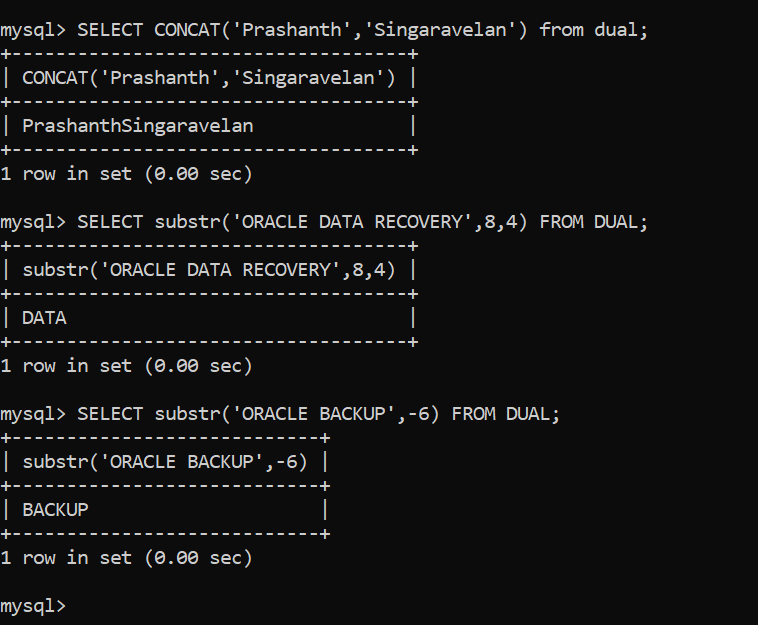 mysql> SELECT CONCAT('Prashanth','Singaravelan') from dual;
+------------------------------------+
| CONCAT('Prashanth','Singaravelan') |
+------------------------------------+
| PrashanthSingaravelan              |
+------------------------------------+
1 row in set (0.00 sec)

mysql> SELECT substr('ORACLE DATA RECOVERY',8,4) FROM DUAL;
+------------------------------------+
| substr('ORACLE DATA RECOVERY',8,4) |
+------------------------------------+
| DATA                               |
+------------------------------------+
1 row in set (0.00 sec)

mysql> SELECT substr('ORACLE BACKUP',-6) FROM DUAL;
+----------------------------+
| substr('ORACLE BACKUP',-6) |
+----------------------------+
| BACKUP                     |
+----------------------------+
1 row in set (0.00 sec)

mysql>